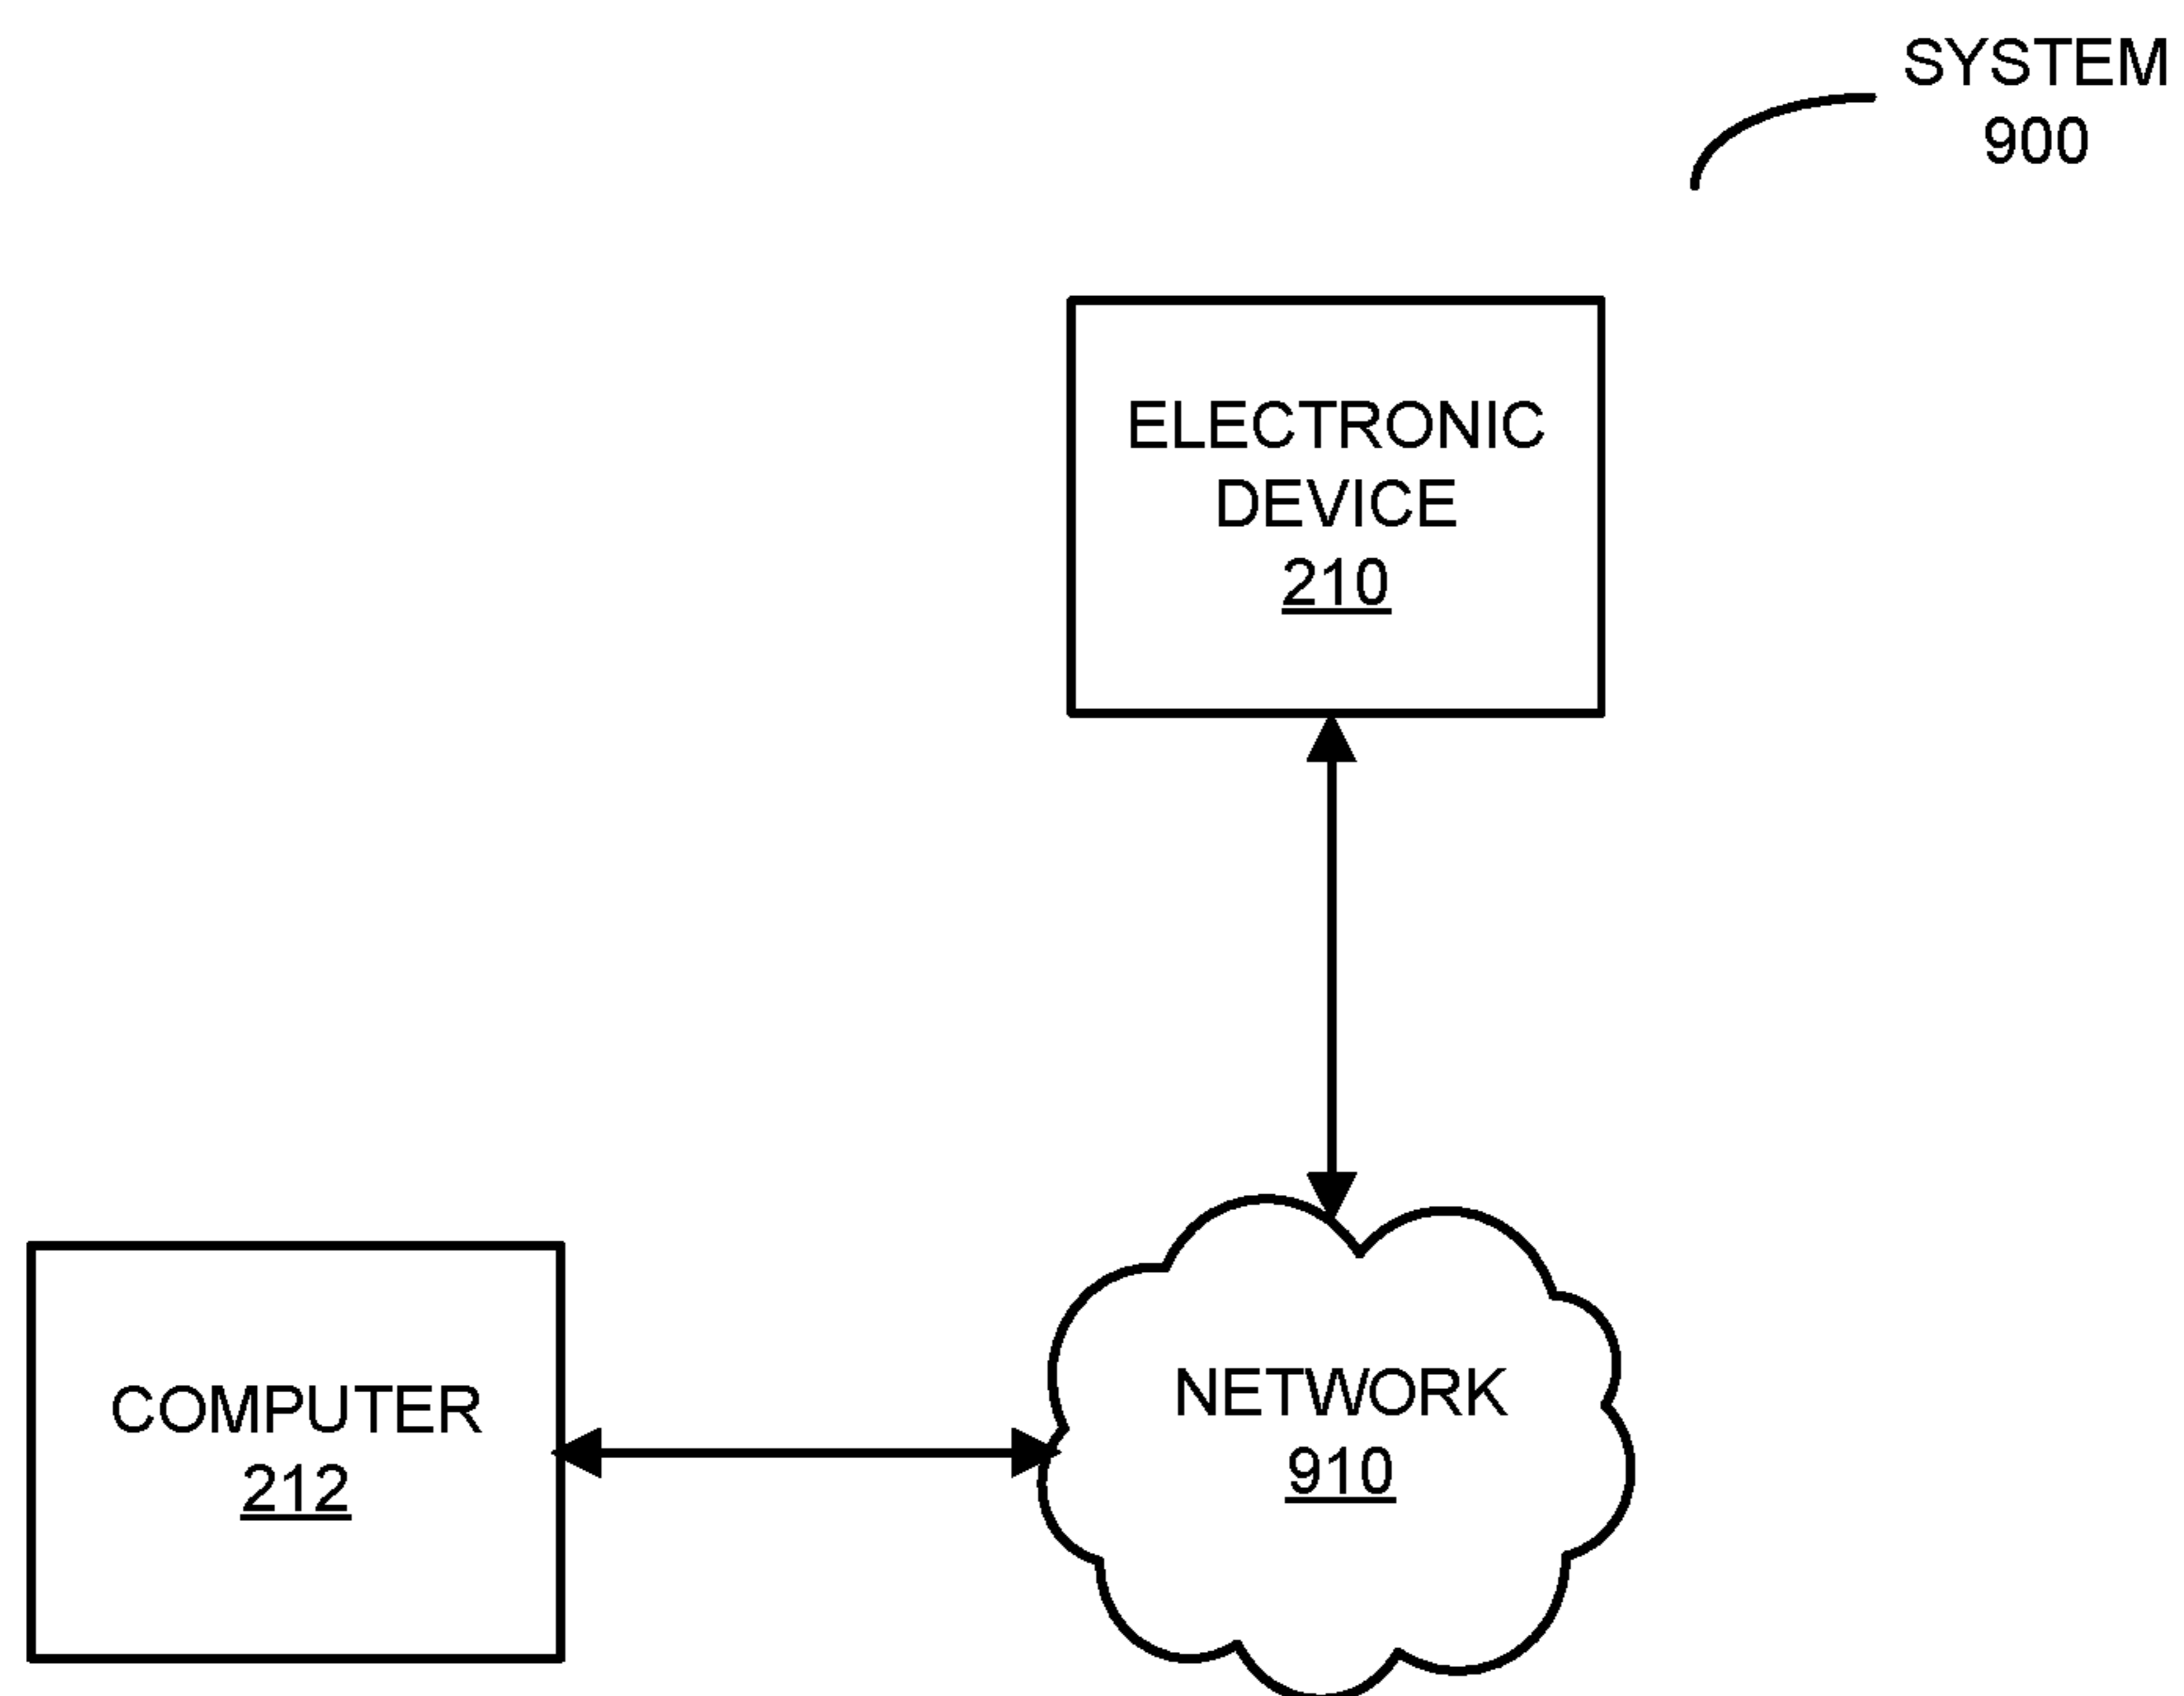 SYSTEM
900
ELECTRONIC
DEVICE
210
COMPUTER
212
NETWORK
910